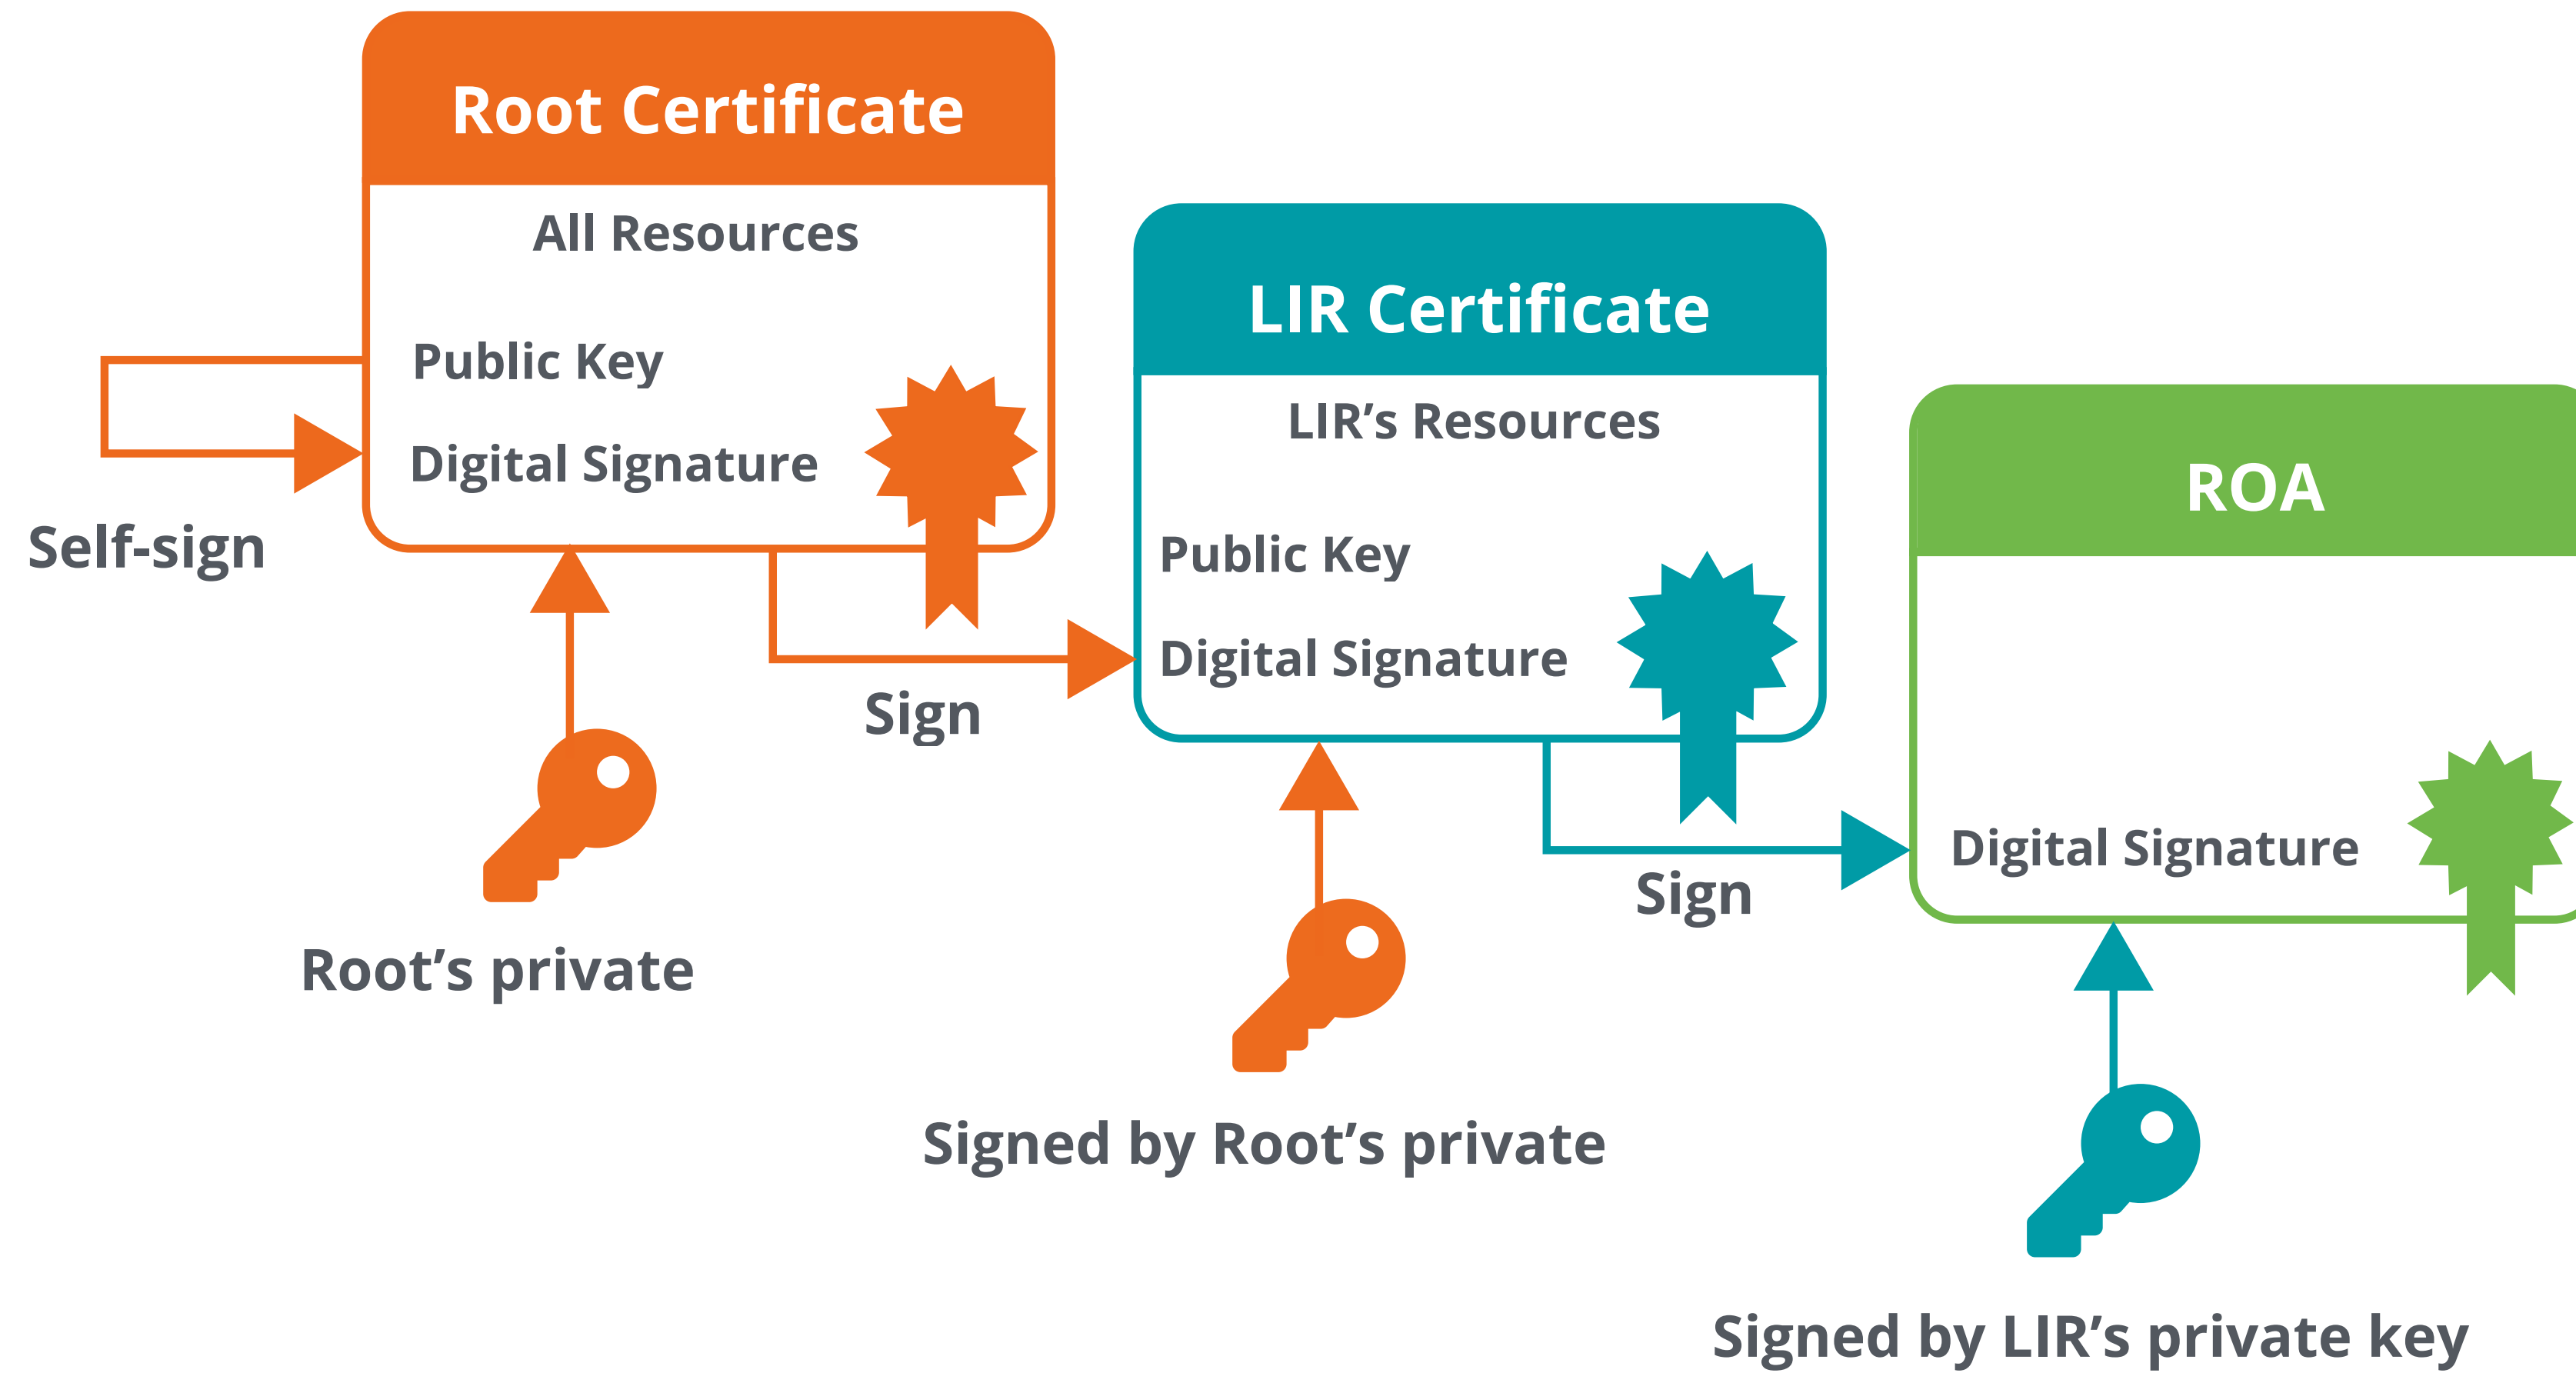 Root Certificate
All Resources
Public Key
Digital Signature
Self-sign
Root’s private
Sign
LIR Certificate
LIR’s Resources
Public Key
Digital Signature
Signed by Root’s private
Sign
ROA
Digital Signature
Signed by LIR’s private key